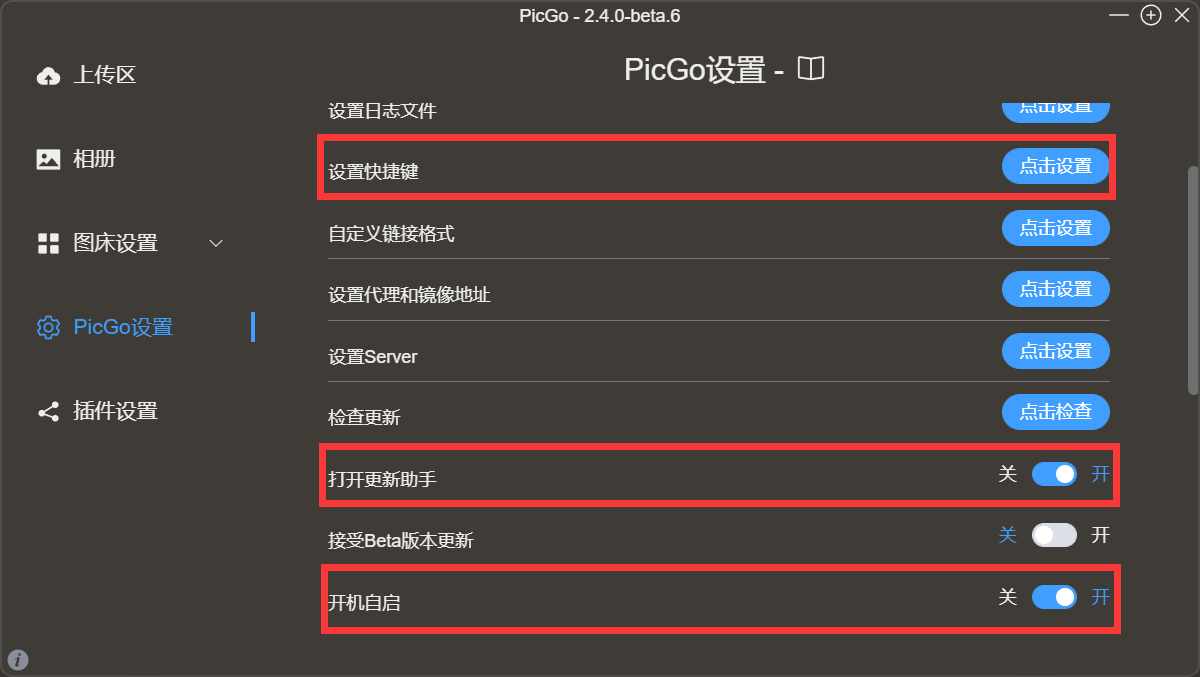 PicGo - 2.4.0-beta.6
上传区
相册
图床设置
PicGo设置
插件设置
PicGo设置 -
设置日志文件 点击设置
设置快捷键 点击设置
自定义链接格式 点击设置
设置代理和镜像地址 点击设置
设置Server 点击设置
检查更新 点击检查
打开更新助手 关 开
接受Beta版本更新 关 开
开机自启 关 开